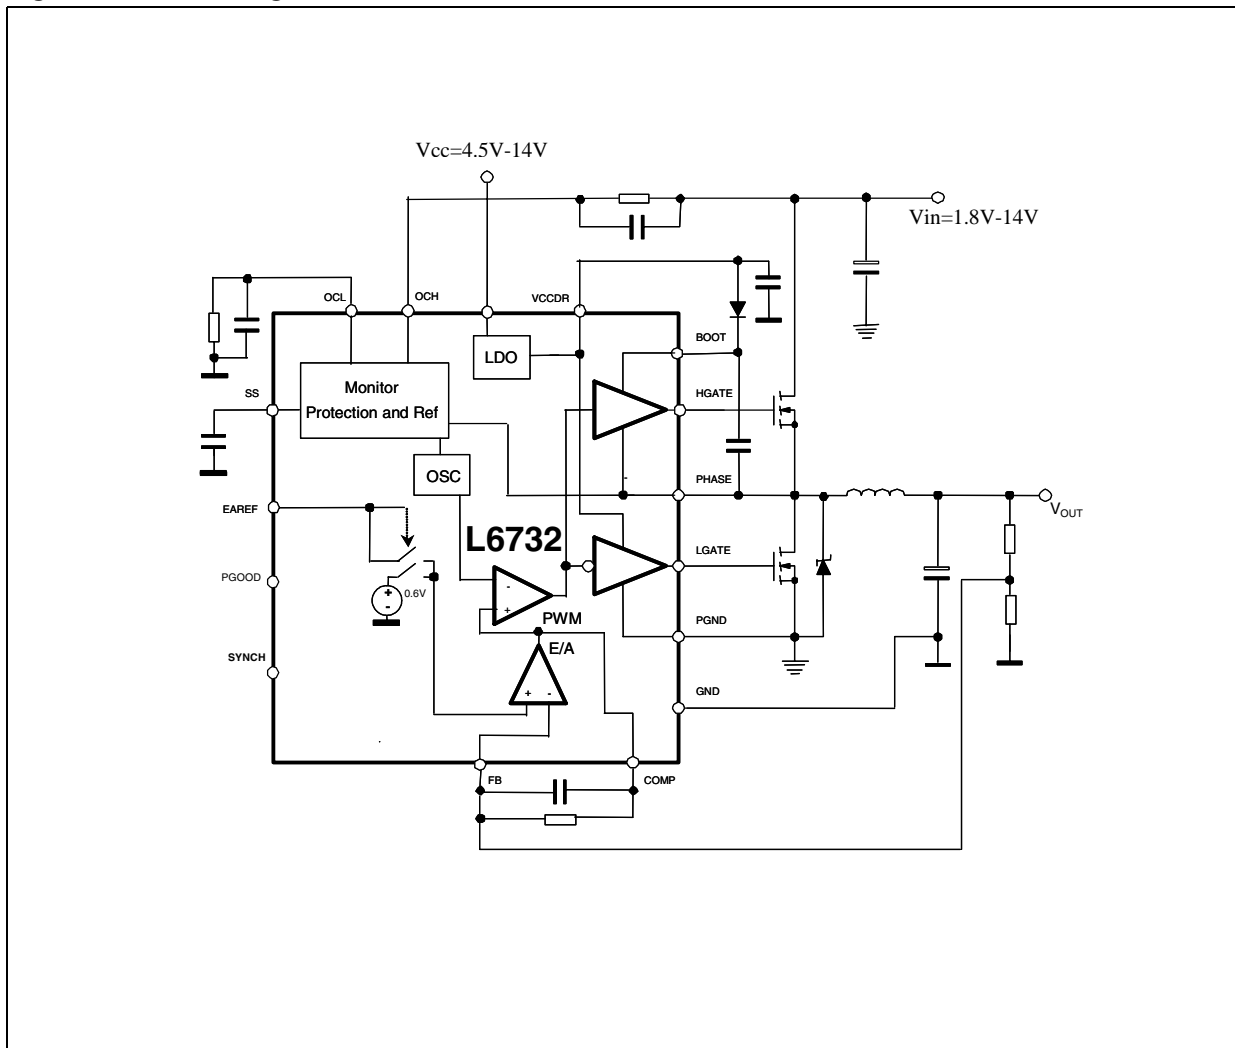 Vcc=4.5V-14V
Vin=1.8V-14V
OCL
OCH
VCCDR
BOOT
LDO
Monitor
Protection and Ref
HGATE
SS
OSC
-
PHASE
EAREF
VOUT
L6732
LGATE
PGOOD
-
+
+
-
0.6V
PWM
PGND
E/A
SYNCH
+ -
GND
FB
COMP